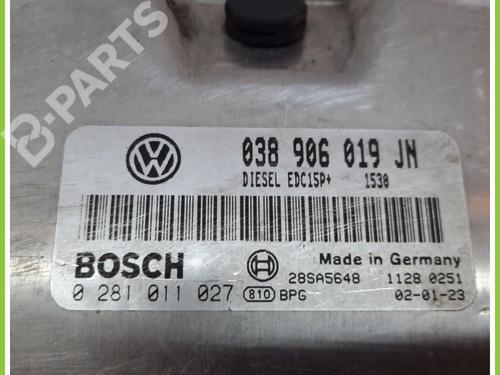 B-PARTS
038 906 019 JN
DIESEL EDC15P+ 1530
BOSCH
Made in Germany
28SA5648 1128 0251
0 281 011 027 810 BPG 02-01-23